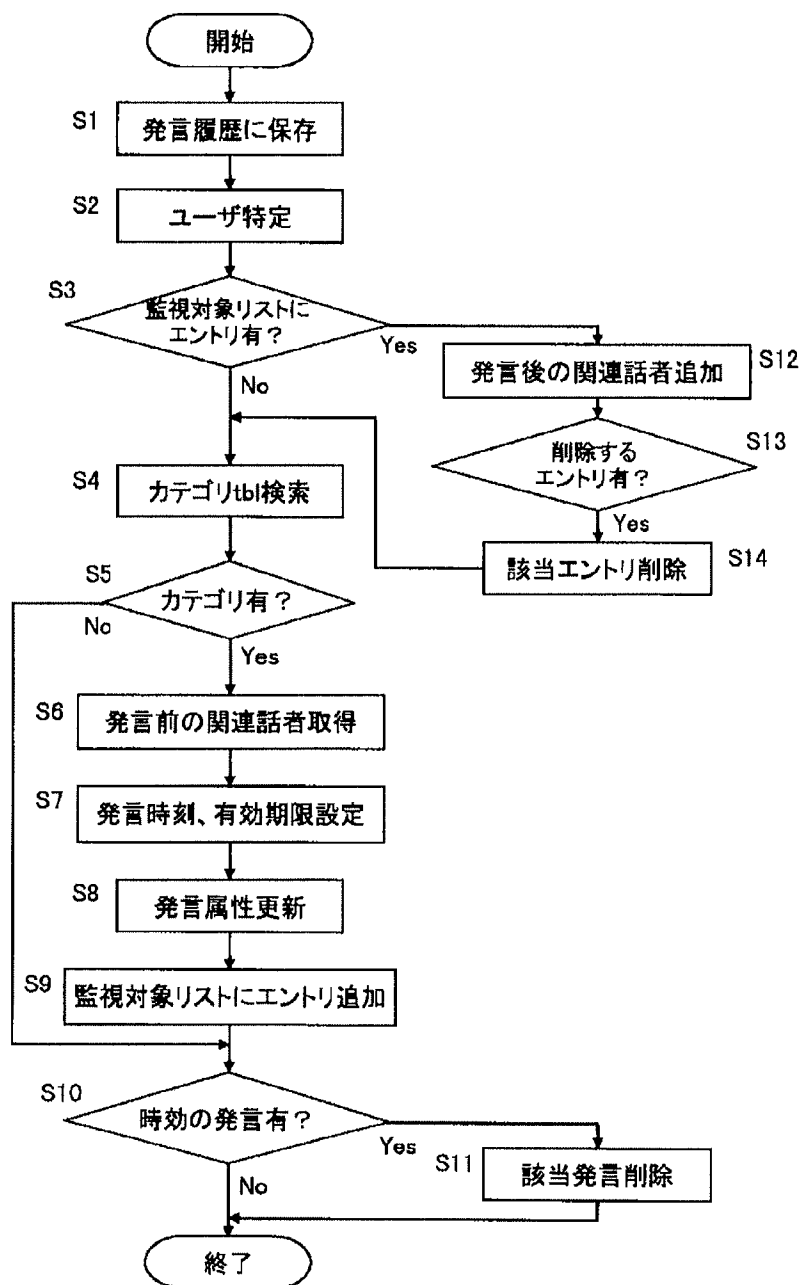 開始
S1
発言履歴に保存
S2
ユーザ特定
S3
監視対象リストに
エントリ有？
Yes
No
S12
発言後の関連話者追加
S13
削除する
エントリ有？
Yes
S14
該当エントリ削除
S4
カテゴリtbl検索
S5
カテゴリ有？
No
Yes
S6
発言前の関連話者取得
S7
発言時刻、有効期限設定
S8
発言属性更新
S9
監視対象リストにエントリ追加
S10
時効の発言有？
Yes
No
S11
該当発言削除
終了